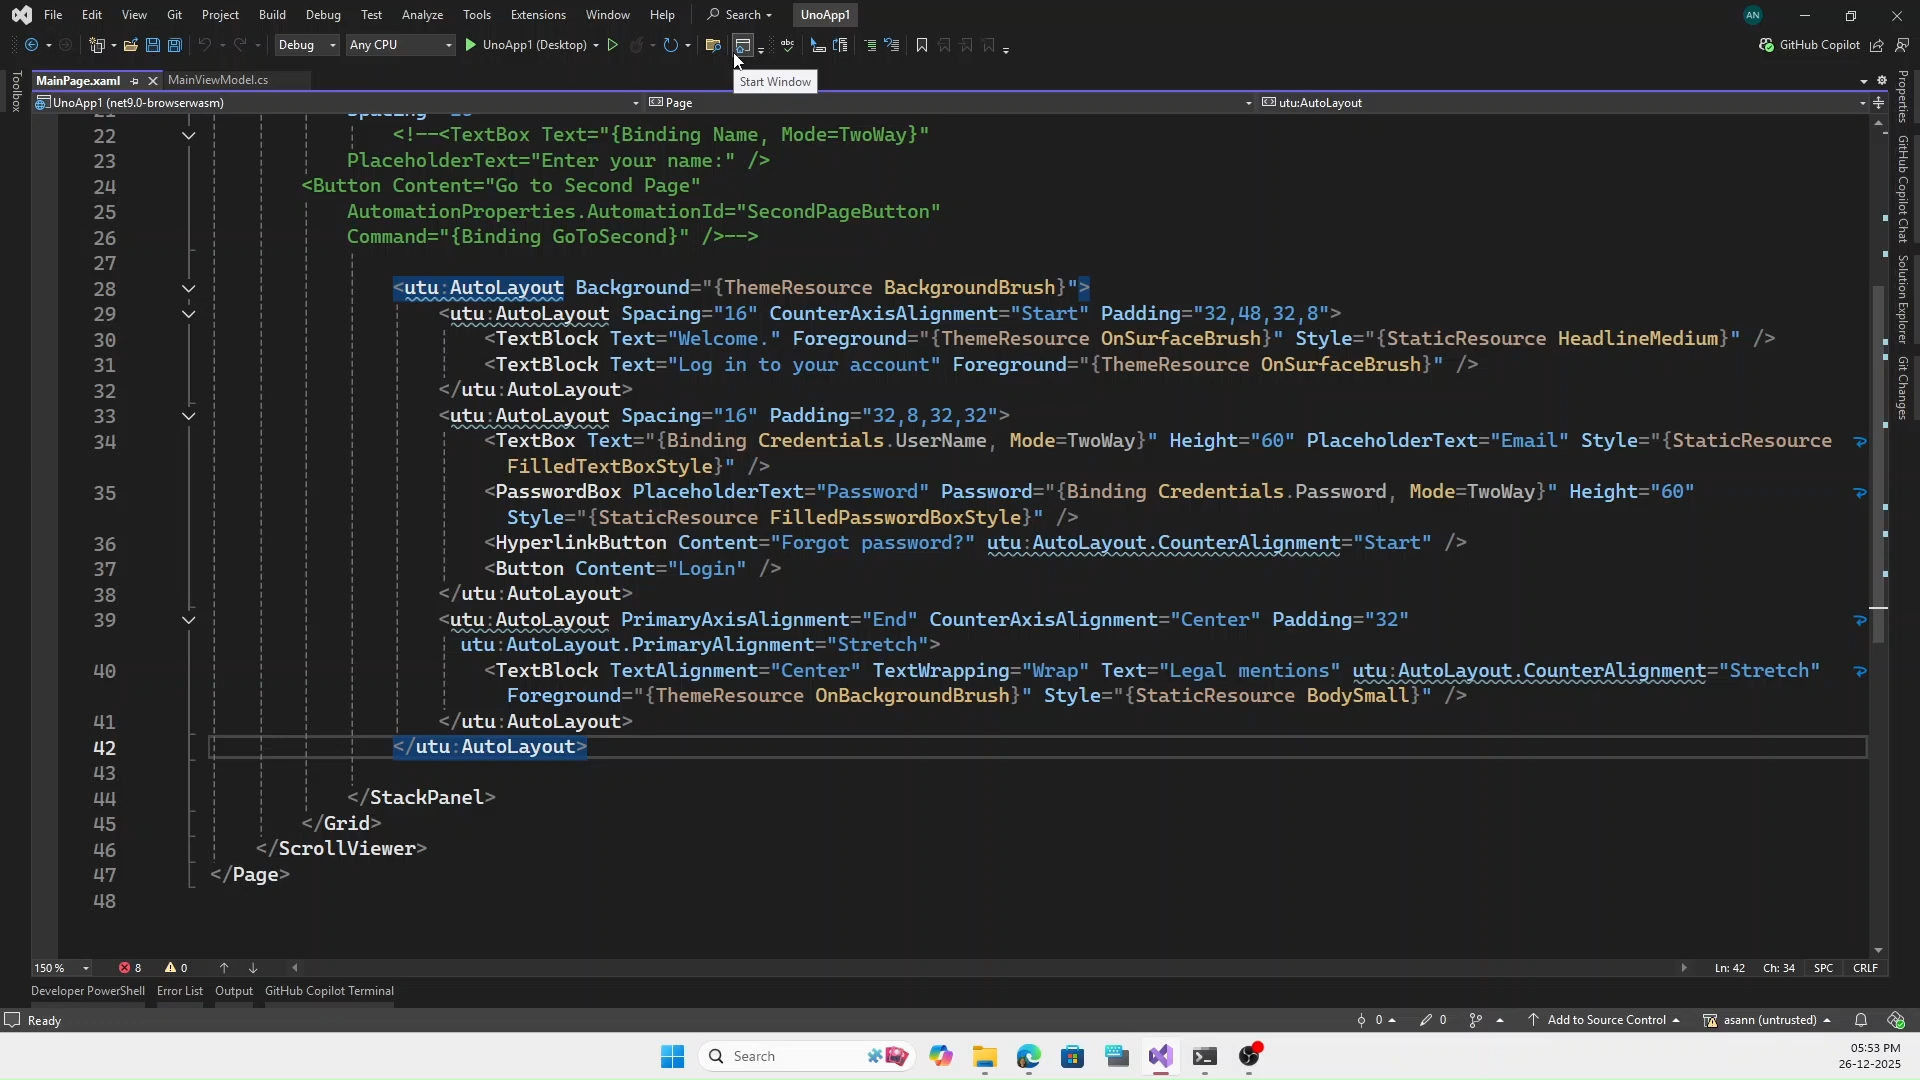 File Edit View Git Project Build Debug Test Analyze Tools Extensions Window Help Search UnoApp1 AN
Debug Any CPU UnoApp1 (Desktop) GitHub Copilot
Start Window
MainPage.xaml MainViewModel.cs
UnoApp1 (net9.0-browserwasm) Page utu:AutoLayout
Toolbox
Properties
GitHub Copilot Chat
Solution Explorer
Git Changes
22 <!--<TextBox Text="{Binding Name, Mode=TwoWay}"
23 PlaceholderText="Enter your name:" />
24 <Button Content="Go to Second Page"
25 AutomationProperties.AutomationId="SecondPageButton"
26 Command="{Binding GoToSecond}" />-->
27
28 <utu:AutoLayout Background="{ThemeResource BackgroundBrush}">
29 <utu:AutoLayout Spacing="16" CounterAxisAlignment="Start" Padding="32,48,32,8">
30 <TextBlock Text="Welcome." Foreground="{ThemeResource OnSurfaceBrush}" Style="{StaticResource HeadlineMedium}" />
31 <TextBlock Text="Log in to your account" Foreground="{ThemeResource OnSurfaceBrush}" />
32 </utu:AutoLayout>
33 <utu:AutoLayout Spacing="16" Padding="32,8,32,32">
34 <TextBox Text="{Binding Credentials.UserName, Mode=TwoWay}" Height="60" PlaceholderText="Email" Style="{StaticResource
FilledTextBoxStyle}" />
35 <PasswordBox PlaceholderText="Password" Password="{Binding Credentials.Password, Mode=TwoWay}" Height="60"
Style="{StaticResource FilledPasswordBoxStyle}" />
36 <HyperlinkButton Content="Forgot password?" utu:AutoLayout.CounterAlignment="Start" />
37 <Button Content="Login" />
38 </utu:AutoLayout>
39 <utu:AutoLayout PrimaryAxisAlignment="End" CounterAxisAlignment="Center" Padding="32"
utu:AutoLayout.PrimaryAlignment="Stretch">
40 <TextBlock TextAlignment="Center" TextWrapping="Wrap" Text="Legal mentions" utu:AutoLayout.CounterAlignment="Stretch"
Foreground="{ThemeResource OnBackgroundBrush}" Style="{StaticResource BodySmall}" />
41 </utu:AutoLayout>
42 </utu:AutoLayout>
43
44 </StackPanel>
45 </Grid>
46 </ScrollViewer>
47 </Page>
48
150 % 8 0 Ln: 42 Ch: 34 SPC CRLF
Developer PowerShell Error List Output GitHub Copilot Terminal
Ready 0 0 Add to Source Control asann (untrusted)
Search
05:53 PM
26-12-2025